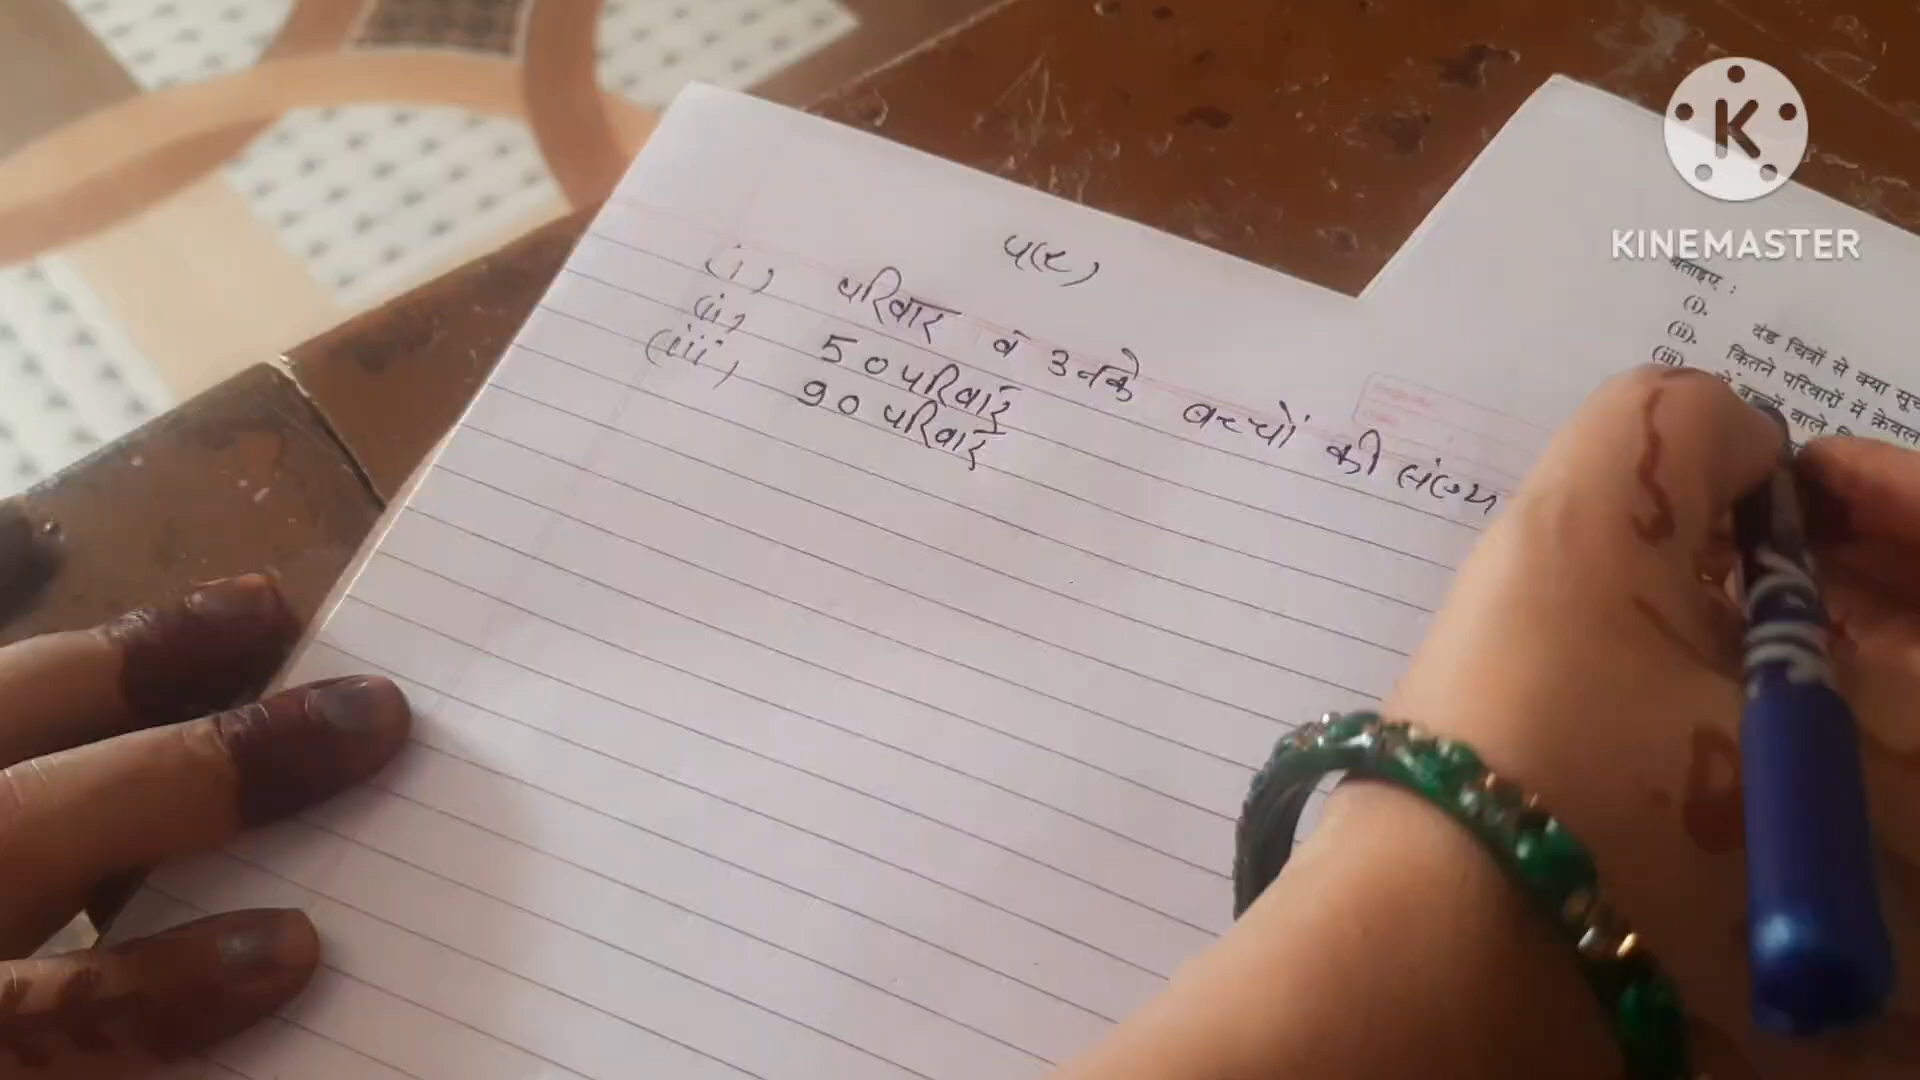 KINEMASTER
(i) परिवार व उनके बच्चों की
(ii) 50 परिवार
(iii) 90 परिवार
बताइए :
(i). दंड चित्रों से क्या
(ii). कितने परिवारों में केवल
(iii) वाले